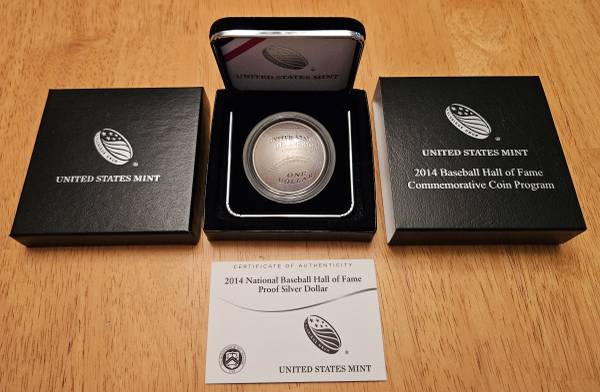 UNITED STATES MINT
UNITED STATES MINT
ONE
DOLLAR
UNITED STATES MINT
2014 Baseball Hall of Fame
Commemorative Coin Program
CERTIFICATE OF AUTHENTICITY
2014 National Baseball Hall of Fame
Proof Silver Dollar
UNITED STATES MINT